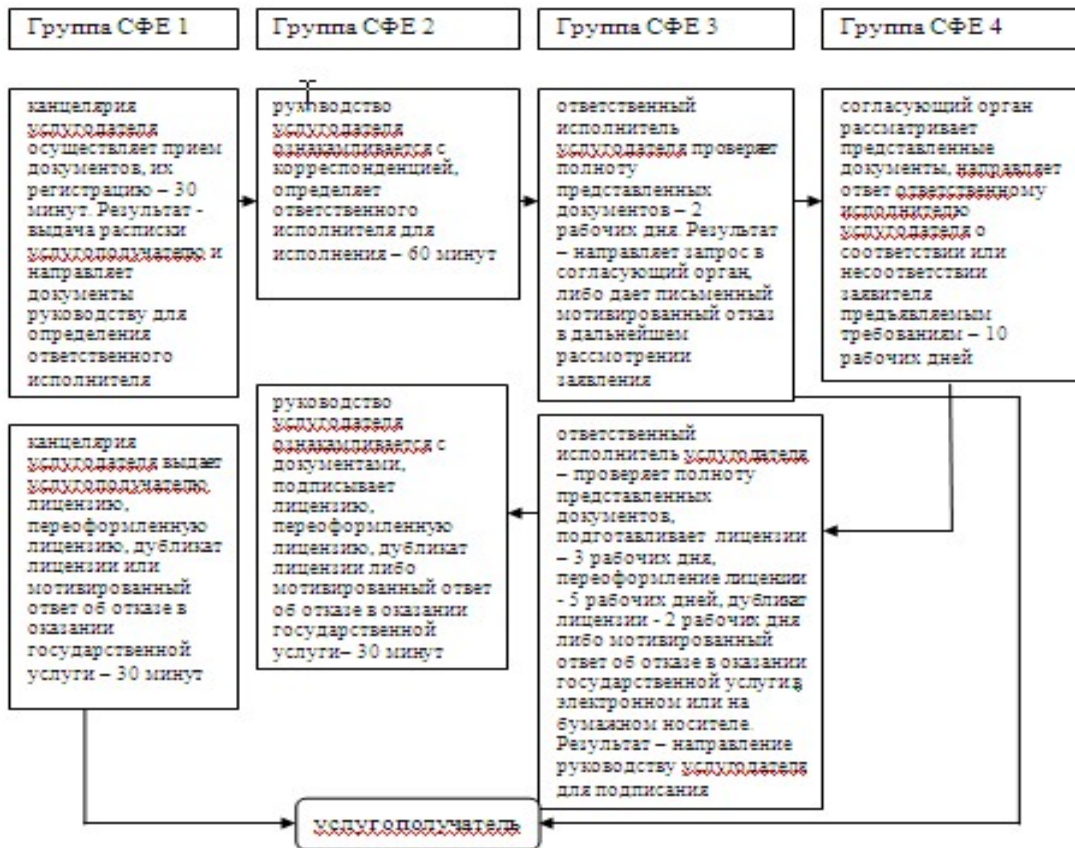 Группа СФЕ 1
Группа СФЕ 2
Группа СФЕ 3
Группа СФЕ 4
канцелярия
услугодателя
осуществляет прием
документов, их
регистрацию – 30
минут. Результат -
выдача расписки
услугополучателю и
направляет
документы
руководству для
определения
ответственного
исполнителя
руководство
услугодателя
ознакамливается с
корреспонденцией,
определяет
ответственного
исполнителя для
исполнения – 60 минут
ответственный
исполнитель
услугодателя проверяет
полноту
представленных
документов – 2
рабочих дня. Результат
– направляет запрос в
согласующий орган,
либо дает письменный
мотивированный отказ
в дальнейшем
рассмотрении
заявления
согласующий орган
рассматривает
представленные
документы, направляет
ответ ответственному
исполнителю
услугодателя о
соответствии или
несоответствии
заявителя
предъявляемым
требованиям – 10
рабочих дней
канцелярия
услугодателя выдает
услугополучателю
лицензию,
переоформленную
лицензию, дубликат
лицензии или
мотивированный
ответ об отказе в
оказании
государственной
услуги – 30 минут
руководство
услугодателя
ознакамливается с
документами,
подписывает
лицензию,
переоформленную
лицензию, дубликат
лицензии либо
мотивированный ответ
об отказе в оказании
государственной
услуги– 30 минут
ответственный
исполнитель услугодателя
– проверяет полноту
представленных
документов,
подготавливает лицензии
– 3 рабочих дня,
переоформление лицензии
- 5 рабочих дней, дубликат
лицензии - 2 рабочих дня
либо мотивированный
ответ об отказе в оказании
государственной услуги в
электронном или на
бумажном носителе.
Результат – направление
руководству услугодателя
для подписания
услугополучатель